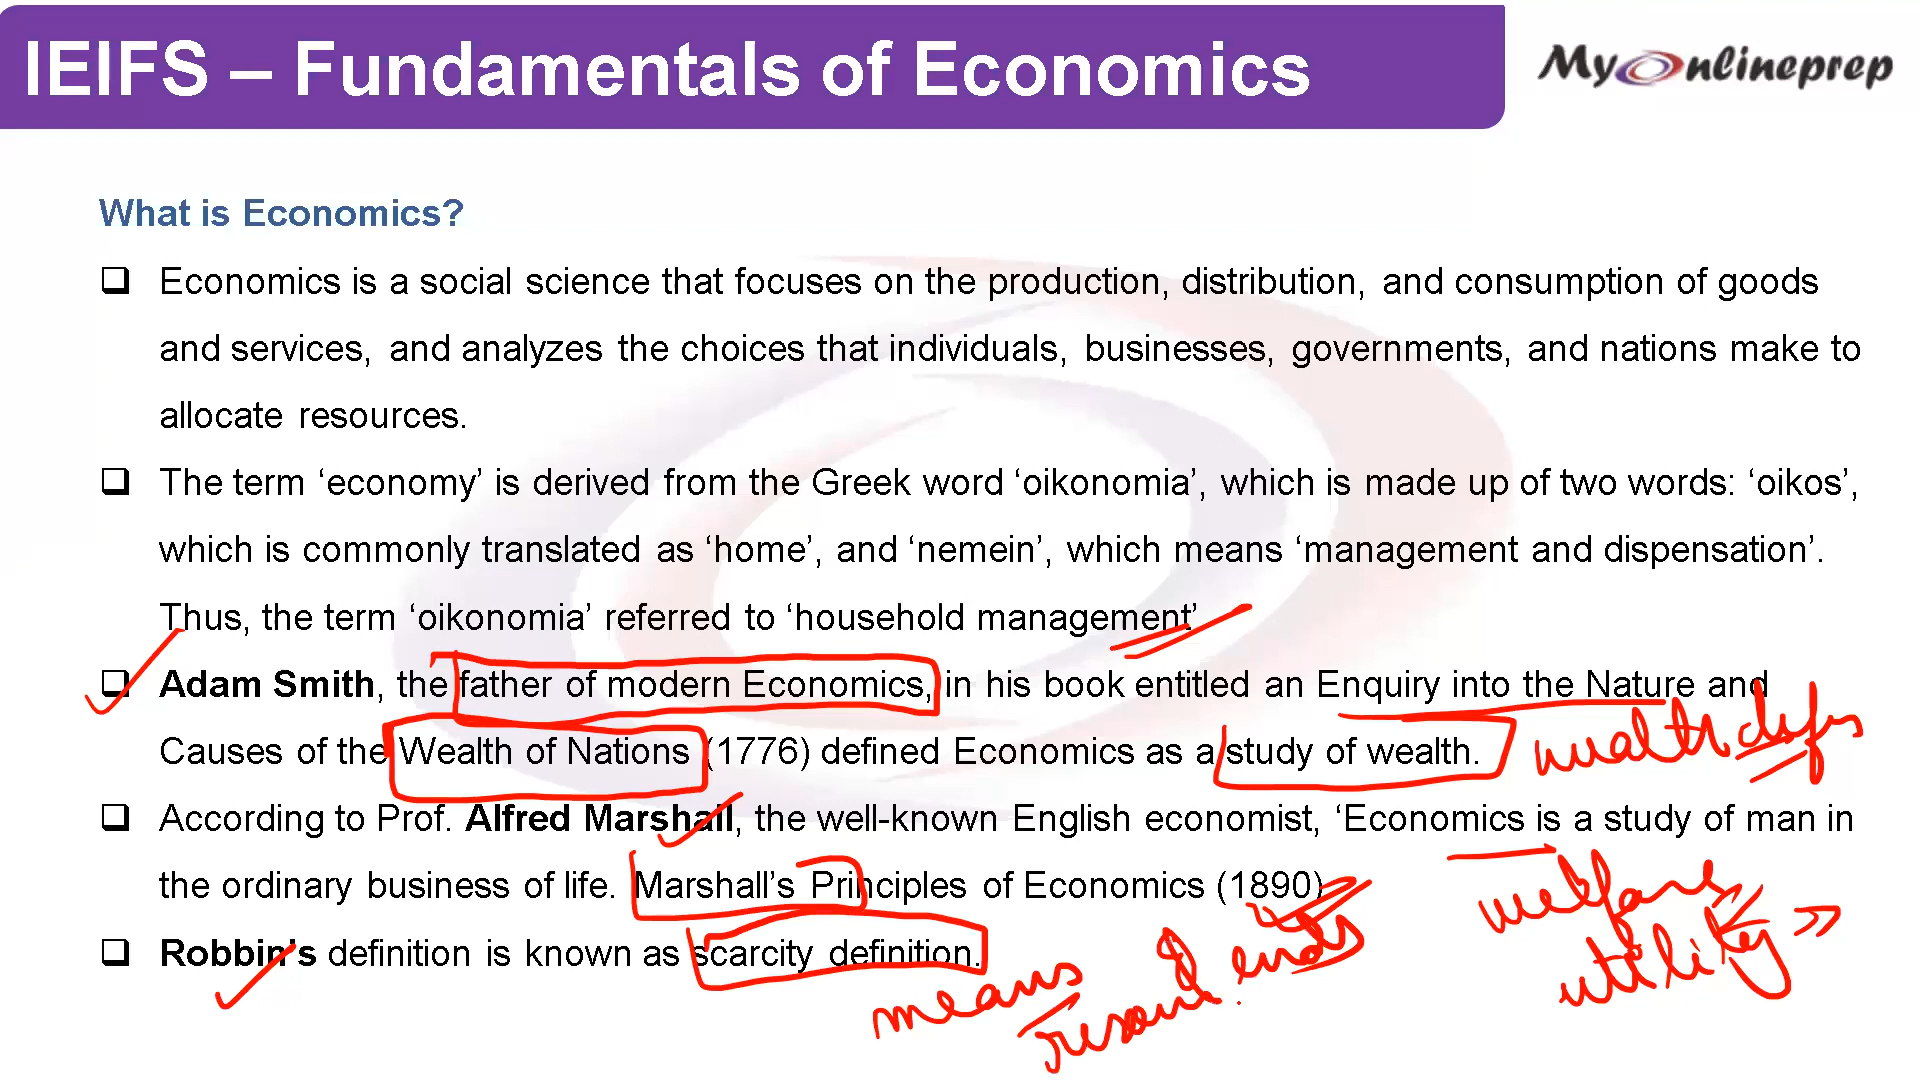 IEIFS – Fundamentals of Economics
MyOnlineprep
What is Economics?
❑ Economics is a social science that focuses on the production, distribution, and consumption of goods
and services, and analyzes the choices that individuals, businesses, governments, and nations make to
allocate resources.
❑ The term ‘economy’ is derived from the Greek word ‘oikonomia’, which is made up of two words: ‘oikos’,
which is commonly translated as ‘home’, and ‘nemein’, which means ‘management and dispensation’.
Thus, the term ‘oikonomia’ referred to ‘household management’
❑ Adam Smith, the father of modern Economics, in his book entitled an Enquiry into the Nature and
Causes of the Wealth of Nations (1776) defined Economics as a study of wealth.
wealth
❑ According to Prof. Alfred Marshall, the well-known English economist, ‘Economics is a study of man in
the ordinary business of life. Marshall’s Principles of Economics (1890)
welfare
utility
❑ Robbin’s definition is known as scarcity definition.
means & ends